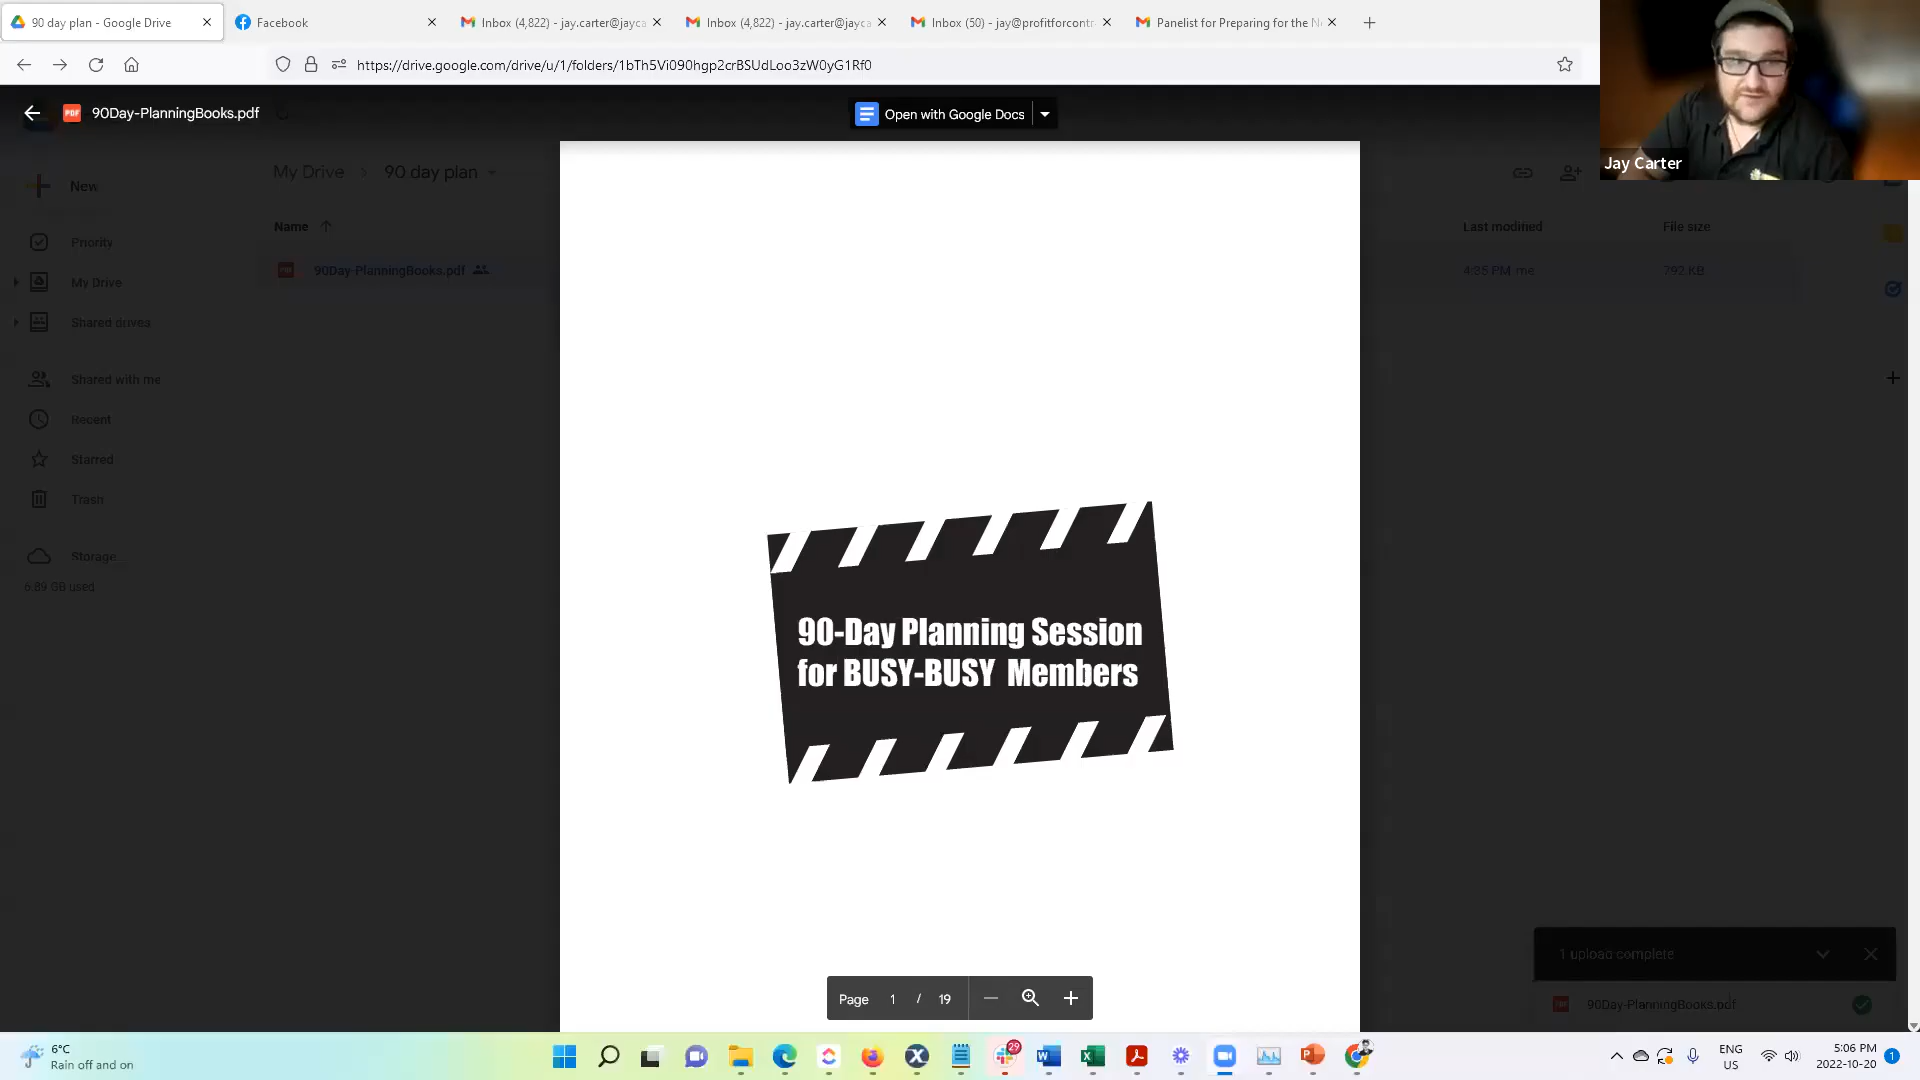 90 day plan - Google Drive
Facebook
Inbox (4,822) - jay.carter@jayca
Inbox (4,822) - jay.carter@jayca
Inbox (50) - jay@profitforcontr
Panelist for Preparing for the N
https://drive.google.com/drive/u/1/folders/1bTh5Vi090hgp2crBSUdLoo3zW0yG1Rf0
PDF
90Day-PlanningBooks.pdf
Open with Google Docs
Jay Carter
New
My Drive
90 day plan
Name
Last modified
File size
90Day-PlanningBooks.pdf
4:35 PM me
792 KB
Priority
My Drive
Shared drives
Shared with me
Recent
Starred
Trash
Storage
6.89 GB used
90-Day Planning Session
for BUSY-BUSY Members
1 upload complete
90Day-PlanningBooks.pdf
Page 1 / 19
6°C
Rain off and on
29
ENG
US
5:06 PM
2022-10-20
1